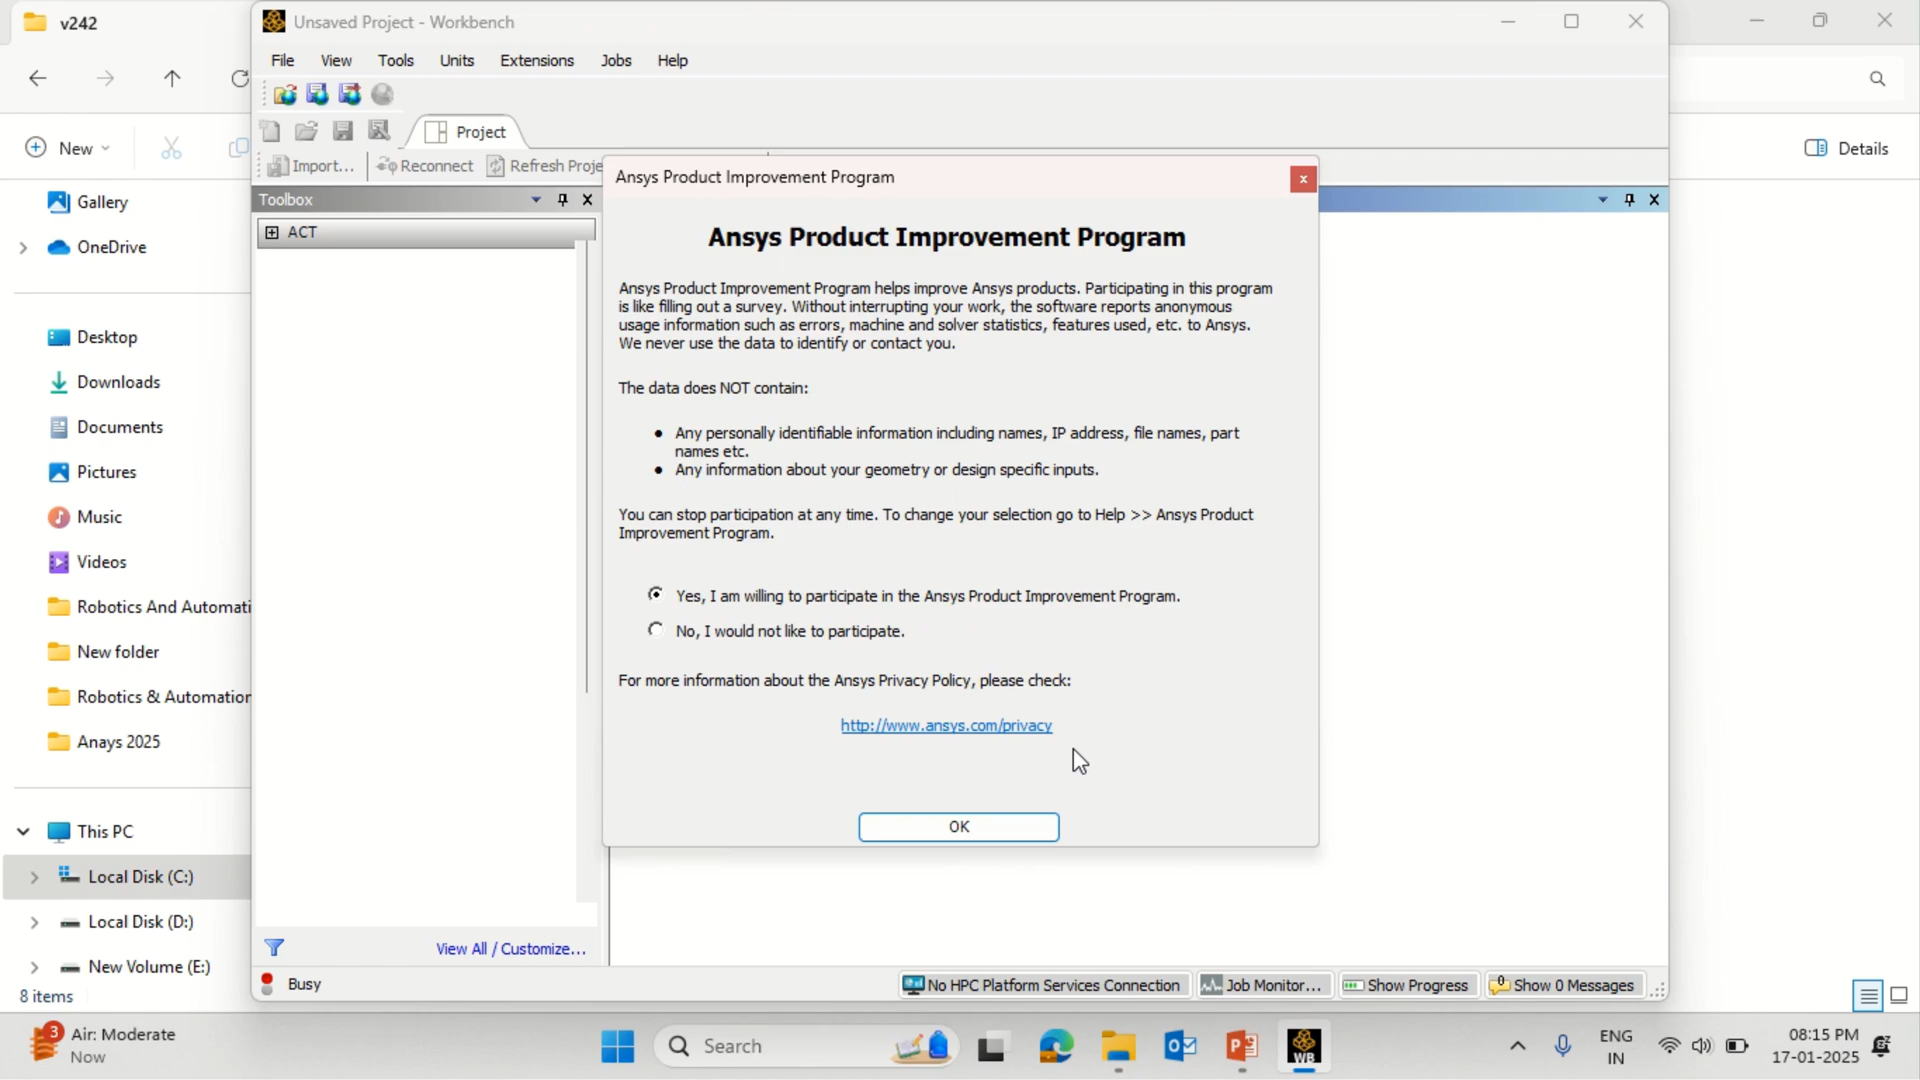 v242
Unsaved Project - Workbench
File View Tools Units Extensions Jobs Help
Project
New
Import... Reconnect Refresh Proje
Details
Toolbox
ACT
View All / Customize...
Busy
No HPC Platform Services Connection
Job Monitor...
Show Progress
0
Show 0 Messages
Ansys Product Improvement Program
x
Ansys Product Improvement Program
Ansys Product Improvement Program helps improve Ansys products. Participating in this program
is like filling out a survey. Without interrupting your work, the software reports anonymous
usage information such as errors, machine and solver statistics, features used, etc. to Ansys.
We never use the data to identify or contact you.
The data does NOT contain:
• Any personally identifiable information including names, IP address, file names, part
names etc.
• Any information about your geometry or design specific inputs.
You can stop participation at any time. To change your selection go to Help >> Ansys Product
Improvement Program.
Yes, I am willing to participate in the Ansys Product Improvement Program.
No, I would not like to participate.
For more information about the Ansys Privacy Policy, please check:
http://www.ansys.com/privacy
OK
Gallery
OneDrive
Desktop
Downloads
Documents
Pictures
Music
Videos
Robotics And Automati
New folder
Robotics & Automation
Anays 2025
This PC
Local Disk (C:)
Local Disk (D:)
New Volume (E:)
8 items
3
Air: Moderate
Now
Search
WB
ENG
IN
08:15 PM
17-01-2025